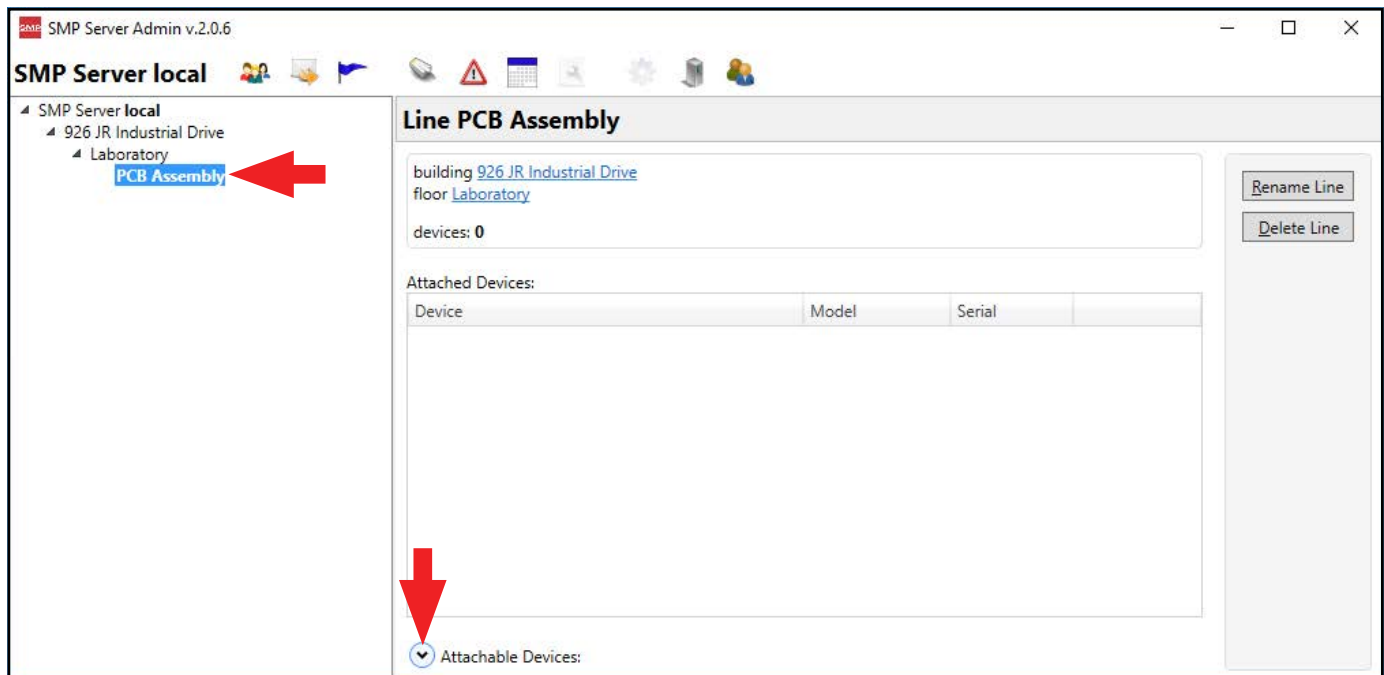 SMP SMP Server Admin v.2.0.6
SMP Server local
SMP Server local
926 JR Industrial Drive
Laboratory
PCB Assembly
Line PCB Assembly
building 926 JR Industrial Drive
floor Laboratory
devices: 0
Rename Line
Delete Line
Attached Devices:
Device Model Serial
Attachable Devices: